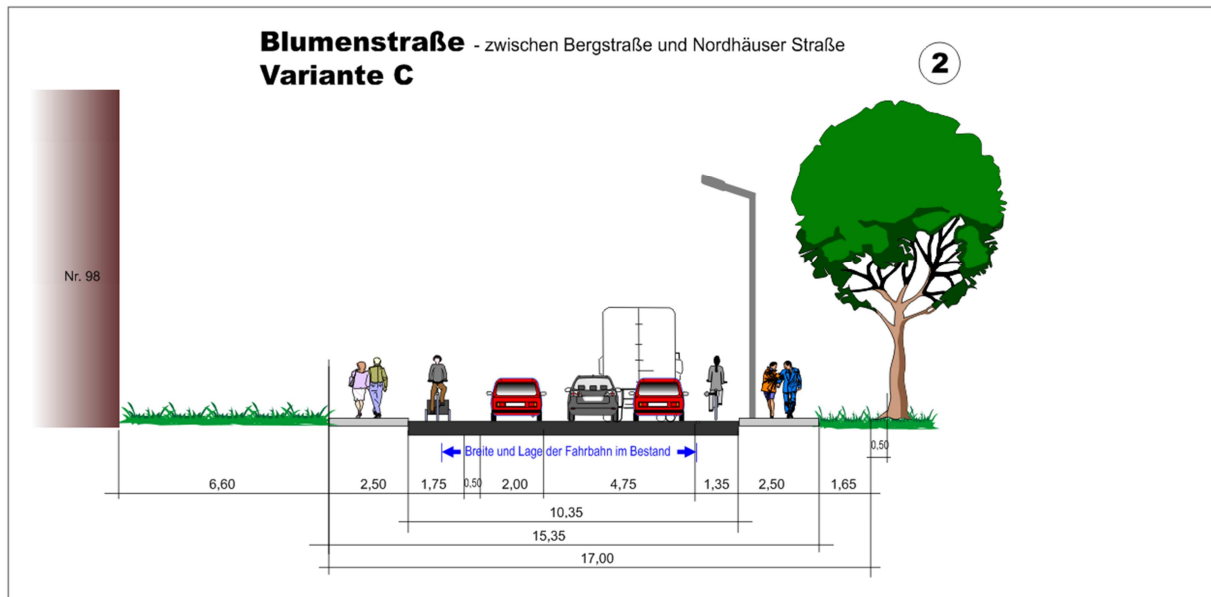 Blumenstraße - zwischen Bergstraße und Nordhäuser Straße
Variante C
2
Nr. 98
Breite und Lage der Fahrbahn im Bestand
0,50
6,60 2,50 1,75 0,50 2,00 4,75 1,35 2,50 1,65
10,35
15,35
17,00